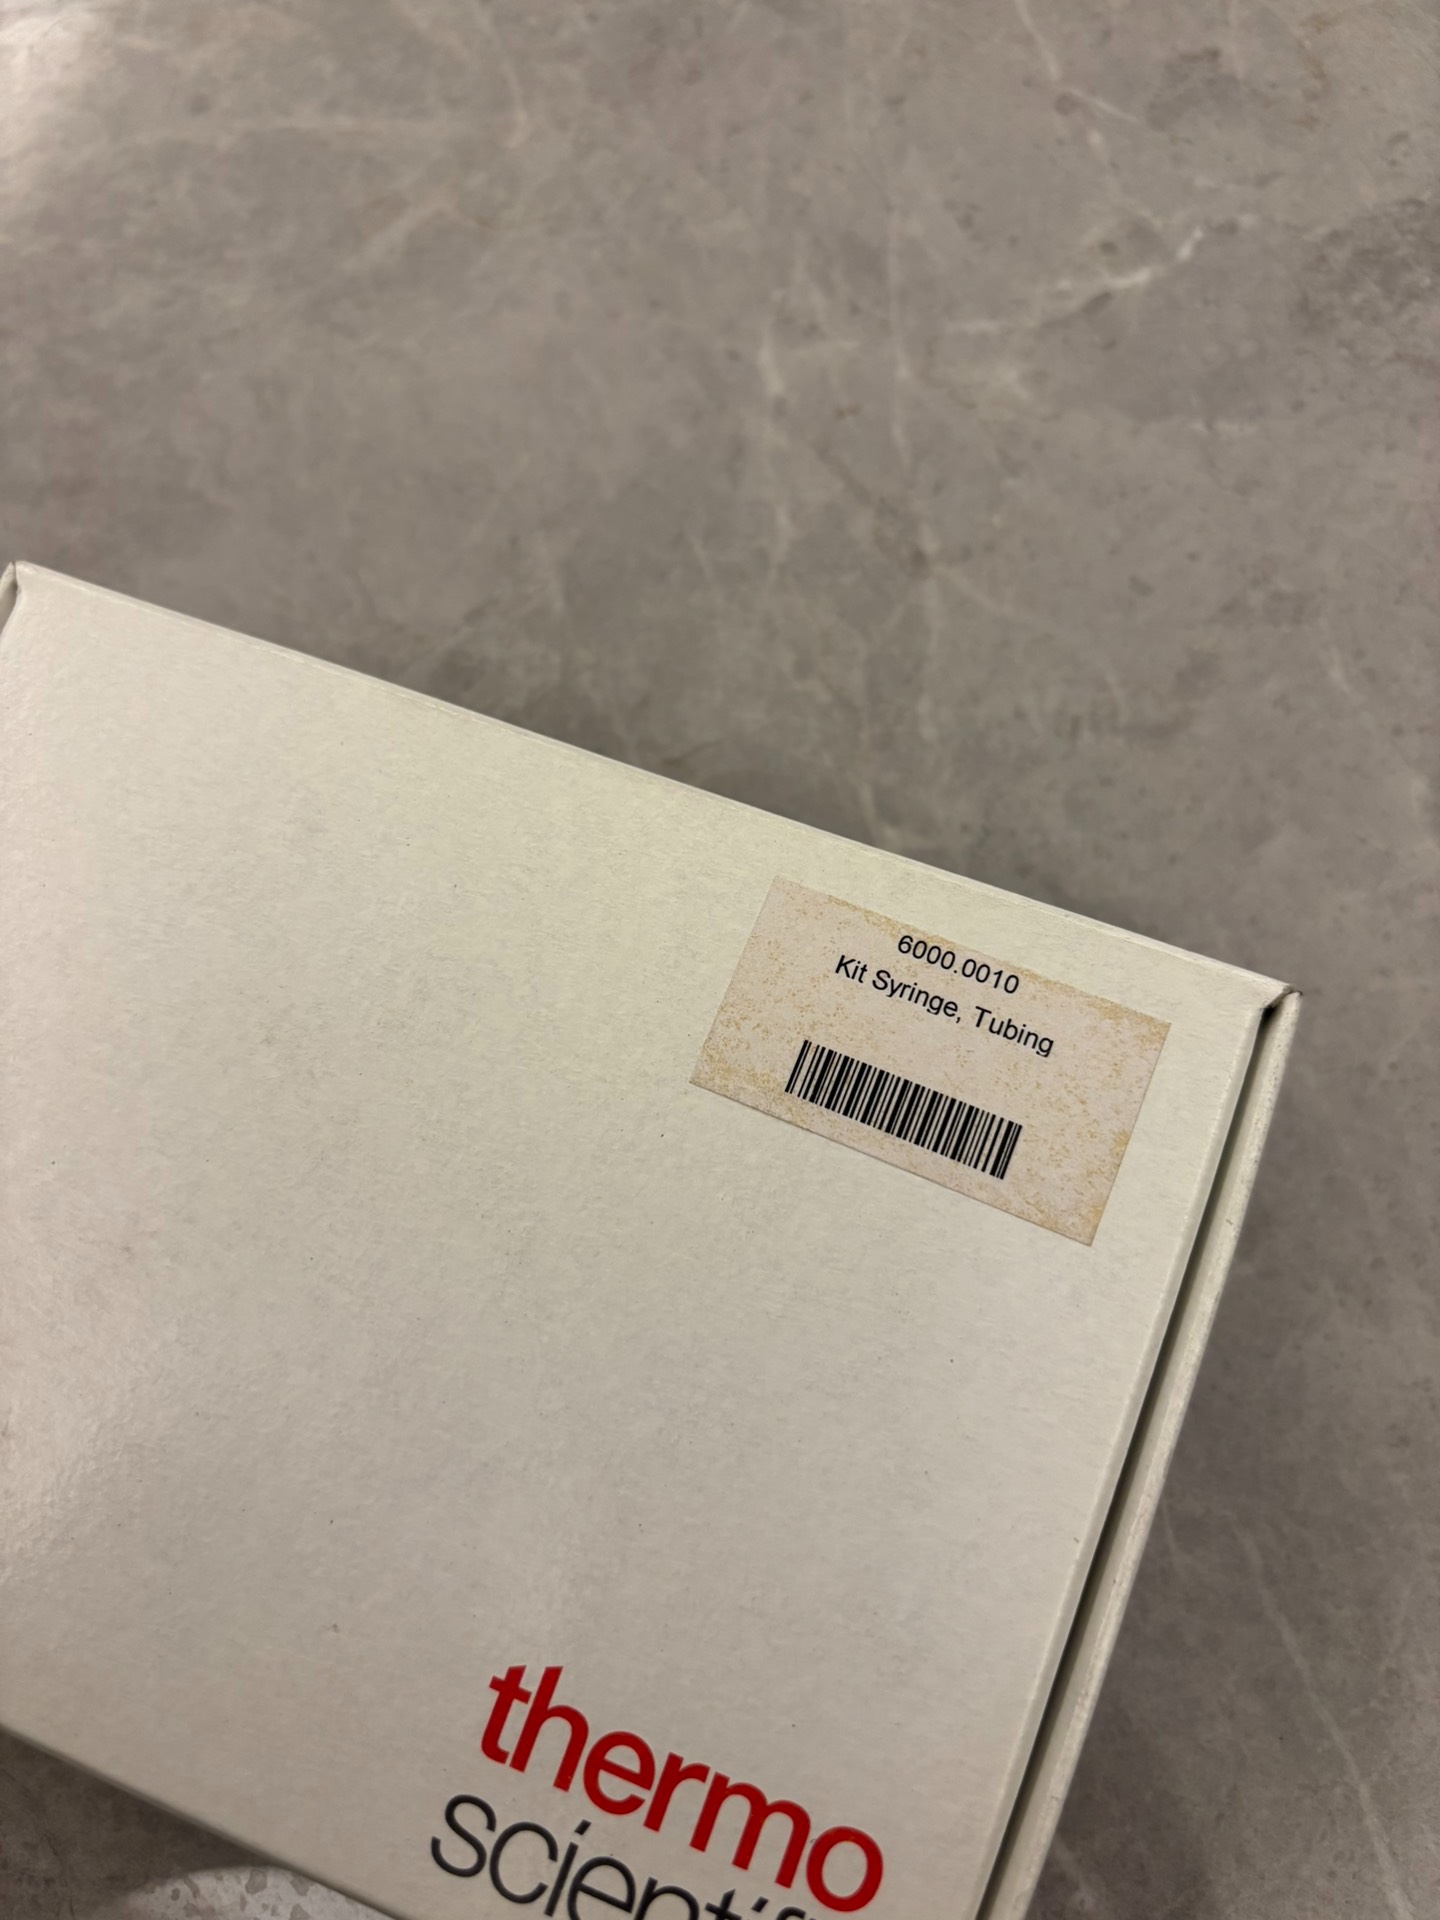 6000.0010
Kit Syringe, Tubing
thermo